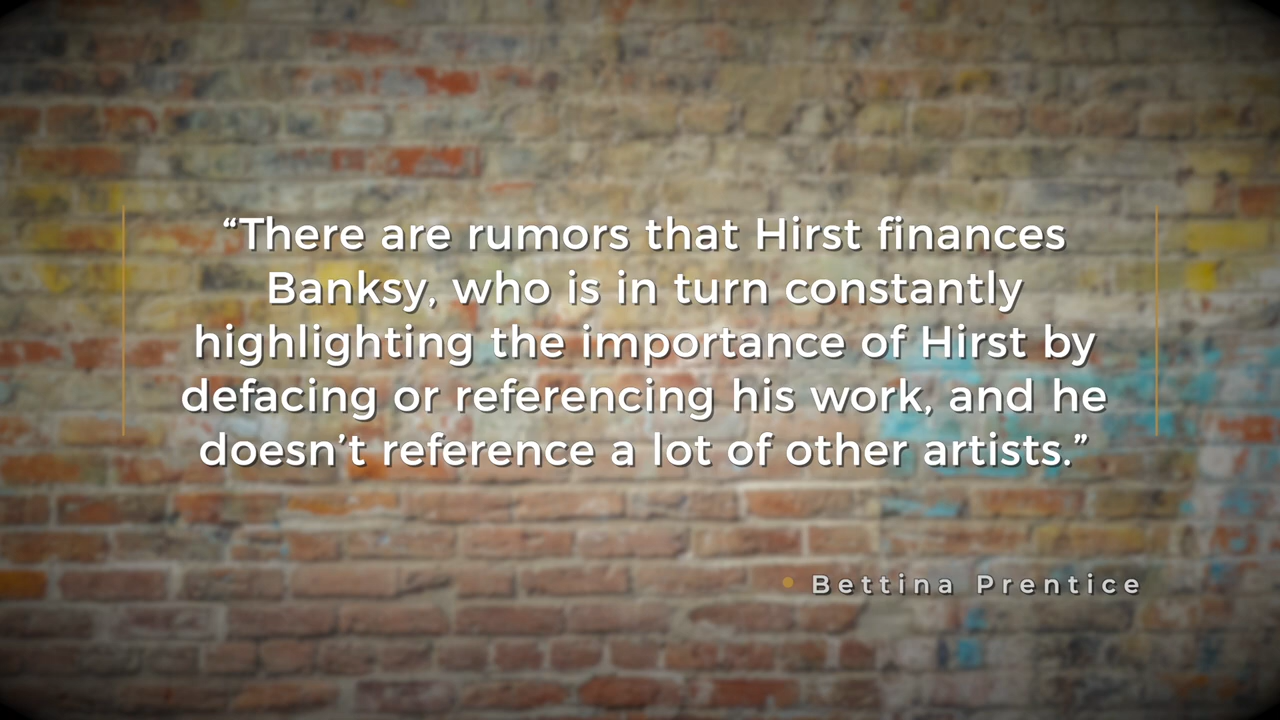 “There are rumors that Hirst finances
Banksy, who is in turn constantly
highlighting the importance of Hirst by
defacing or referencing his work, and he
doesn’t reference a lot of other artists.”
Bettina Prentice